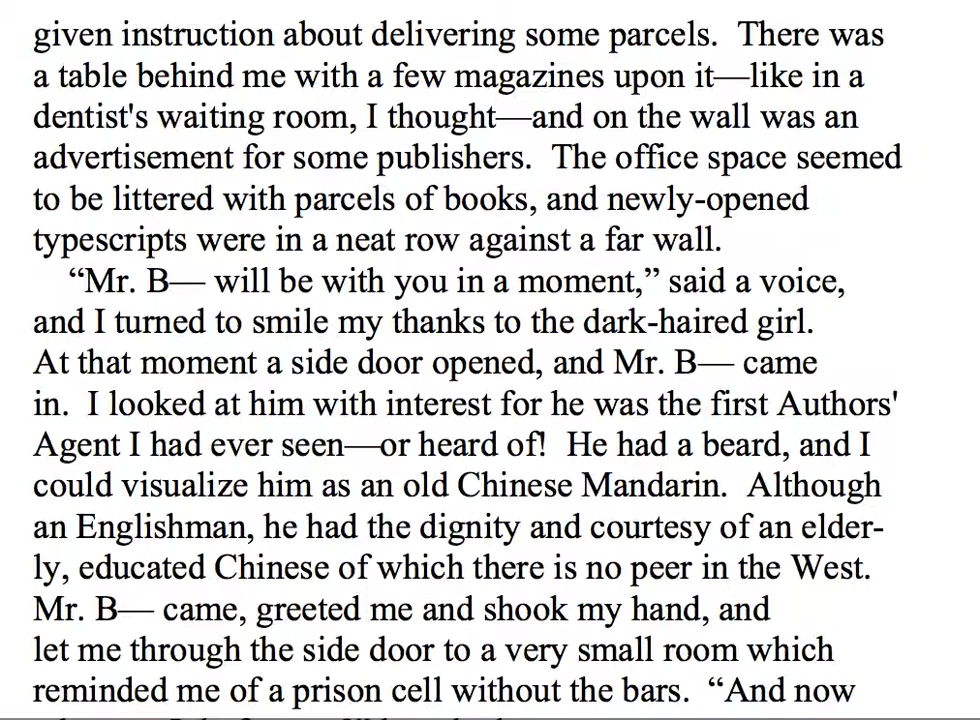 given instruction about delivering some parcels.  There was
a table behind me with a few magazines upon it—like in a
dentist's waiting room, I thought—and on the wall was an
advertisement for some publishers.  The office space seemed
to be littered with parcels of books, and newly-opened
typescripts were in a neat row against a far wall.
“Mr. B— will be with you in a moment,” said a voice,
and I turned to smile my thanks to the dark-haired girl.
At that moment a side door opened, and Mr. B— came
in.  I looked at him with interest for he was the first Authors'
Agent I had ever seen—or heard of!  He had a beard, and I
could visualize him as an old Chinese Mandarin.  Although
an Englishman, he had the dignity and courtesy of an elder-
ly, educated Chinese of which there is no peer in the West.
Mr. B— came, greeted me and shook my hand, and
let me through the side door to a very small room which
reminded me of a prison cell without the bars.  “And now